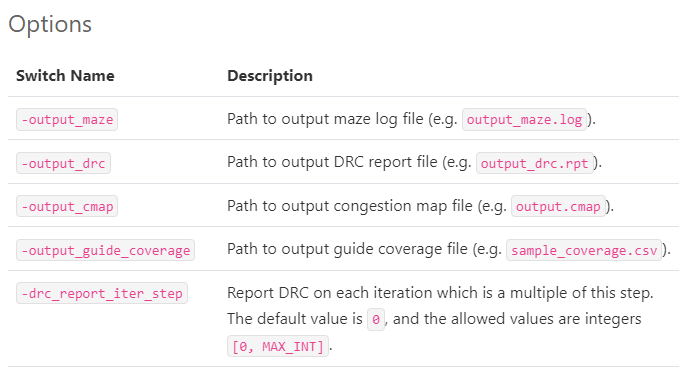 Options
Switch Name Description
-output_maze Path to output maze log file (e.g. output_maze.log).
-output_drc Path to output DRC report file (e.g. output_drc.rpt).
-output_cmap Path to output congestion map file (e.g. output.cmap).
-output_guide_coverage Path to output guide coverage file (e.g. sample_coverage.csv).
-drc_report_iter_step Report DRC on each iteration which is a multiple of this step.
The default value is 0, and the allowed values are integers
[0, MAX_INT].